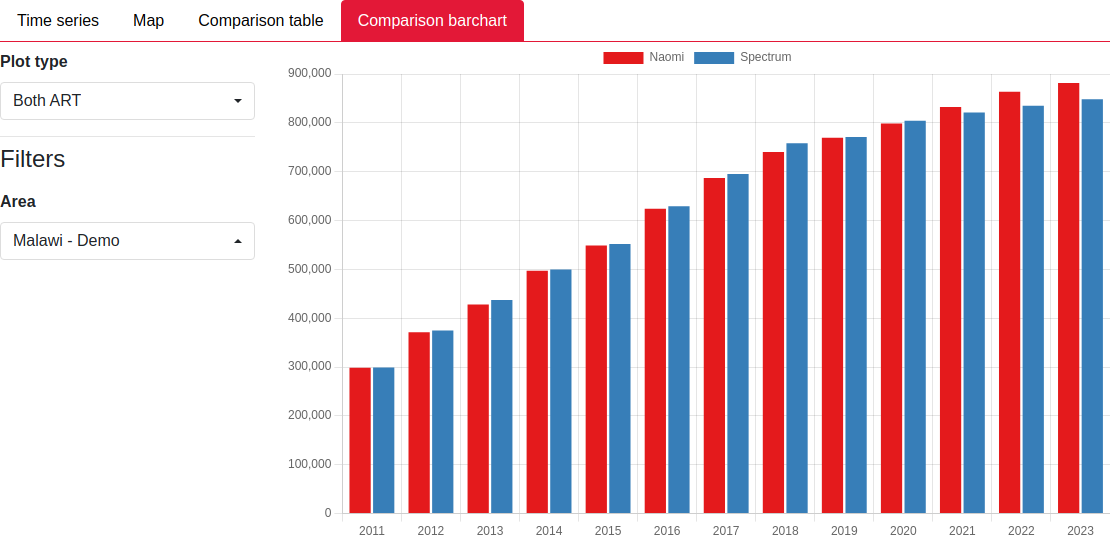 Time series Map Comparison table Comparison barchart
Plot type
Both ART
Filters
Area
Malawi - Demo
Naomi Spectrum
900,000
800,000
700,000
600,000
500,000
400,000
300,000
200,000
100,000
0
2011 2012 2013 2014 2015 2016 2017 2018 2019 2020 2021 2022 2023